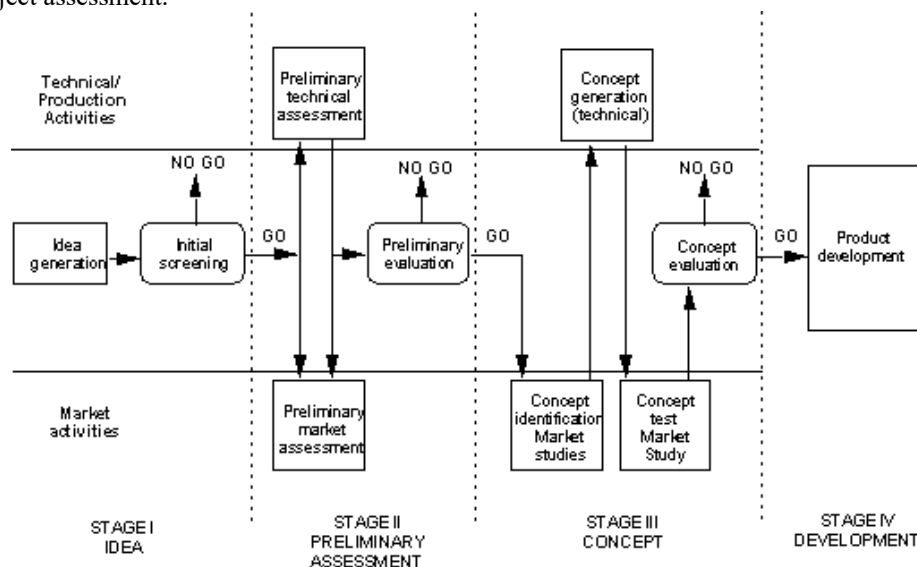 ject assessment.
Technical/
Production
Activities
Preliminary
technical
assessment
Concept
generation
(technical)
NO GO
NO GO
NO GO
Idea
generation
Initial
screening
GO
Preliminary
evaluation
GO
Concept
evaluation
GO
Product
development
Market
activities
Preliminary
market
assessment
Concept
identification
Market
studies
Concept
test
Market
Study
STAGE I
IDEA
STAGE II
PRELIMINARY
ASSESSMENT
STAGE III
CONCEPT
STAGE IV
DEVELOPMENT